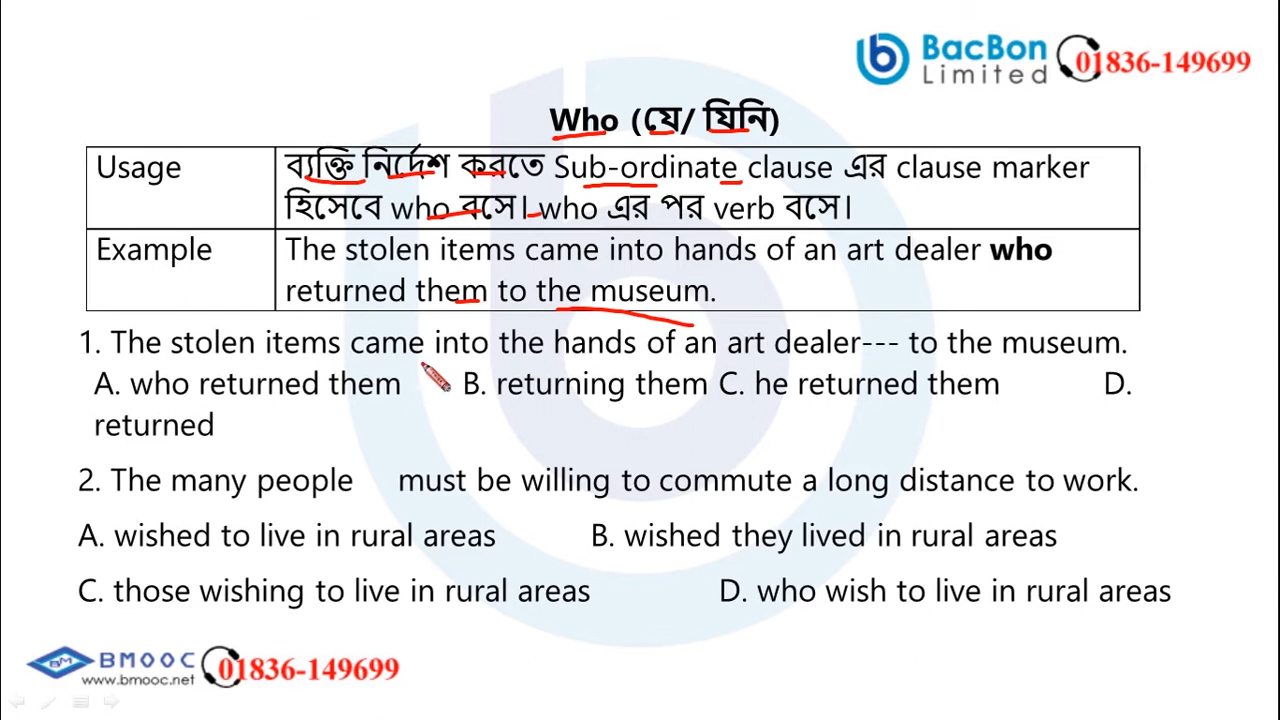 BacBon
Limited
01836-149699
Who (যে/ যিনি)
Usage
ব্যক্তি নির্দেশ করতে Sub-ordinate clause এর clause marker
হিসেবে who বসে। who এর পর verb বসে।
Example
The stolen items came into hands of an art dealer who
returned them to the museum.
1. The stolen items came into the hands of an art dealer--- to the museum.
A. who returned them B. returning them C. he returned them D.
returned
2. The many people must be willing to commute a long distance to work.
A. wished to live in rural areas B. wished they lived in rural areas
C. those wishing to live in rural areas D. who wish to live in rural areas
BM BMOOC
www.bmooc.net
01836-149699